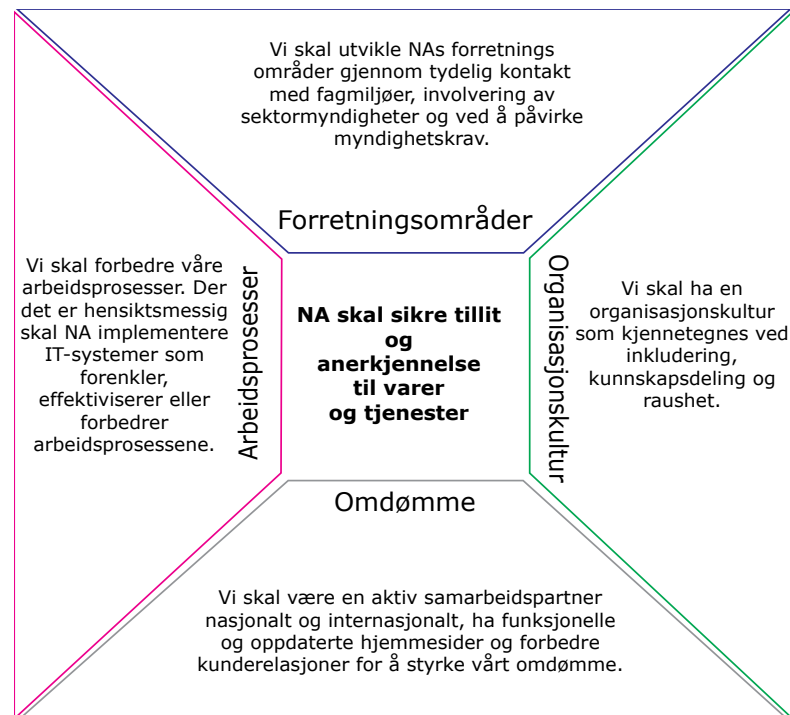 Vi skal utvikle NAs forretnings
områder gjennom tydelig kontakt
med fagmiljøer, involvering av
sektormyndigheter og ved å påvirke
myndighetskrav.
Forretningsområder
Vi skal forbedre våre
arbeidsprosesser. Der
det er hensiktsmessig
skal NA implementere
IT-systemer som
forenkler,
effektiviserer eller
forbedrer
arbeidsprosessene.
Arbeidsprosesser
NA skal sikre tillit
og
anerkjennelse
til varer
og tjenester
Organisasjonskultur
Vi skal ha en
organisasjonskultur
som kjennetegnes ved
inkludering,
kunnskapsdeling og
raushet.
Omdømme
Vi skal være en aktiv samarbeidspartner
nasjonalt og internasjonalt, ha funksjonelle
og oppdaterte hjemmesider og forbedre
kunderelasjoner for å styrke vårt omdømme.